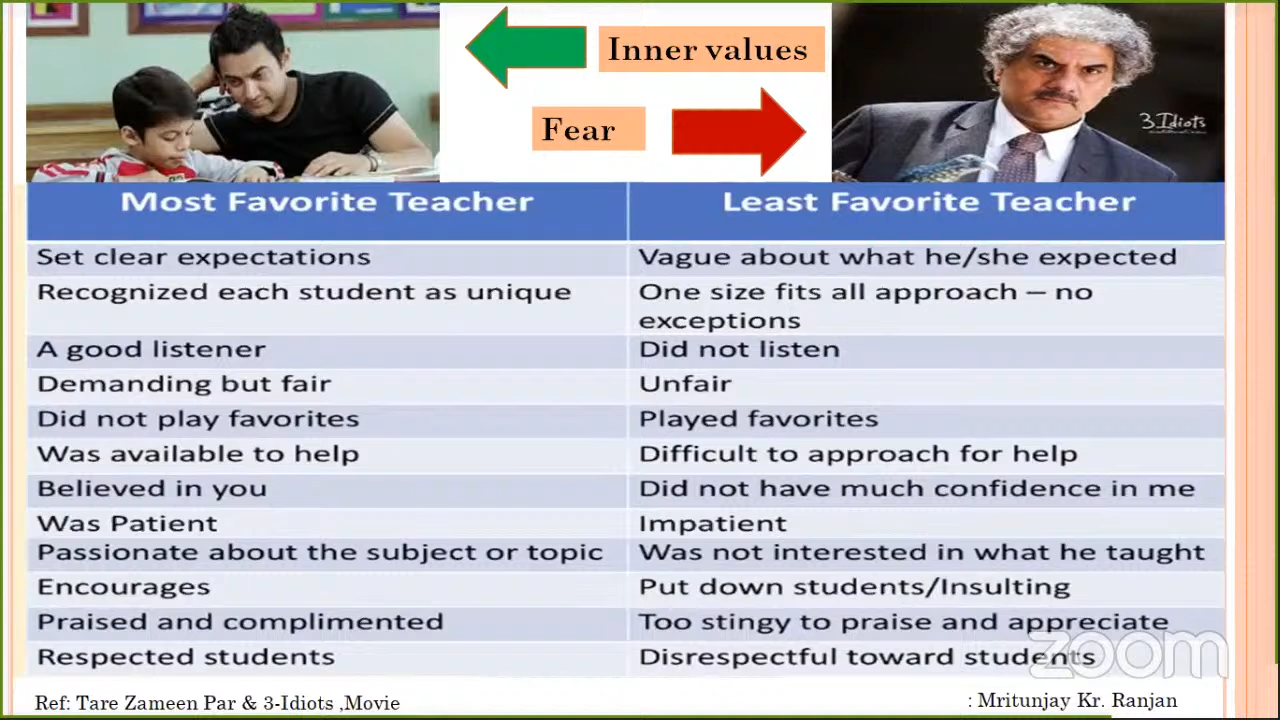 Inner values
Fear
3 Idiots
Most Favorite Teacher
Least Favorite Teacher
Set clear expectations
Vague about what he/she expected
Recognized each student as unique
One size fits all approach – no
exceptions
A good listener
Did not listen
Demanding but fair
Unfair
Did not play favorites
Played favorites
Was available to help
Difficult to approach for help
Believed in you
Did not have much confidence in me
Was Patient
Impatient
Passionate about the subject or topic
Was not interested in what he taught
Encourages
Put down students/Insulting
Praised and complimented
Too stingy to praise and appreciate
Respected students
Disrespectful toward students
zoom
Ref: Tare Zameen Par & 3-Idiots ,Movie
: Mritunjay Kr. Ranjan